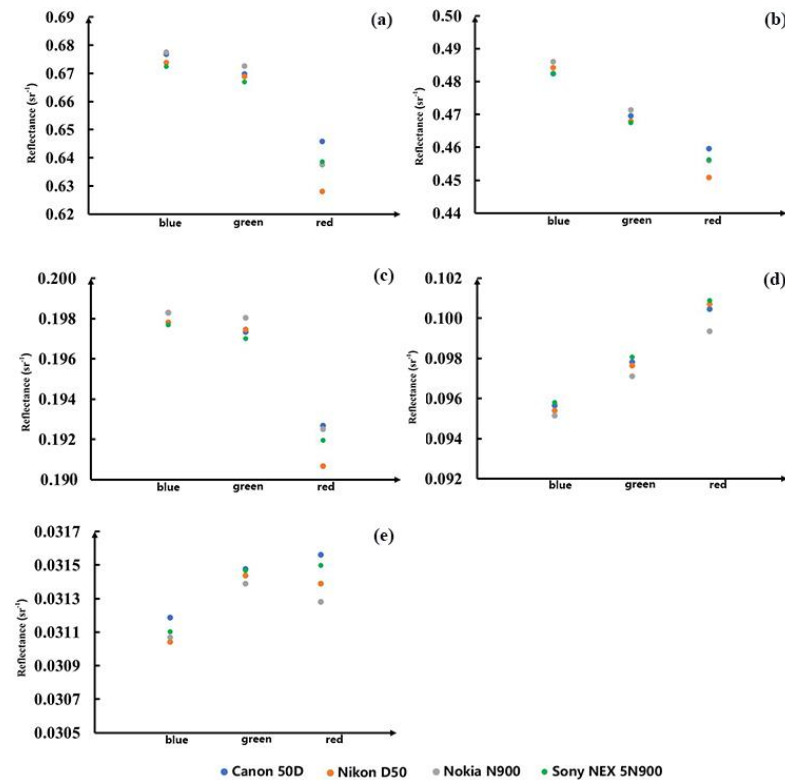 (a)
Reflectance (sr⁻¹)
0.69
0.68
0.67
0.66
0.65
0.64
0.63
0.62
blue green red
(b)
Reflectance (sr⁻¹)
0.50
0.49
0.48
0.47
0.46
0.45
0.44
blue green red
(c)
Reflectance (sr⁻¹)
0.200
0.198
0.196
0.194
0.192
0.190
blue green red
(d)
Reflectance (sr⁻¹)
0.102
0.100
0.098
0.096
0.094
0.092
blue green red
(e)
Reflectance (sr⁻¹)
0.0317
0.0315
0.0313
0.0311
0.0309
0.0307
0.0305
blue green red
Canon 50D Nikon D50 Nokia N900 Sony NEX 5N900